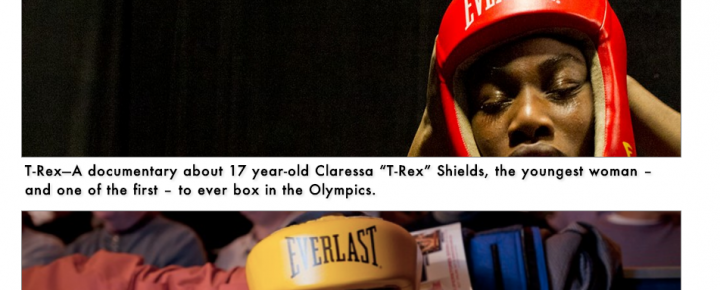 EVERLAST
T-Rex—A documentary about 17 year-old Claressa “T-Rex” Shields, the youngest woman –
and one of the first – to ever box in the Olympics.
EVERLAST